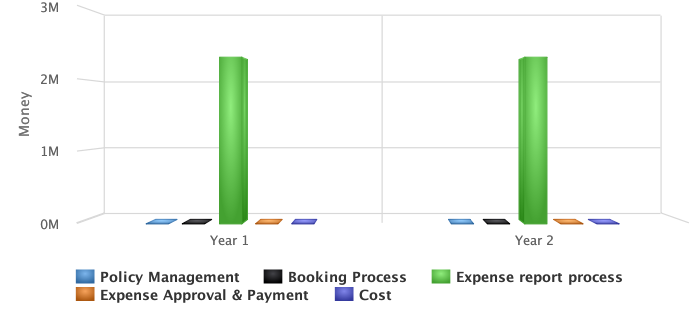 3M
2M
1M
0M
Money
Year 1
Year 2
Policy Management
Booking Process
Expense report process
Expense Approval & Payment
Cost